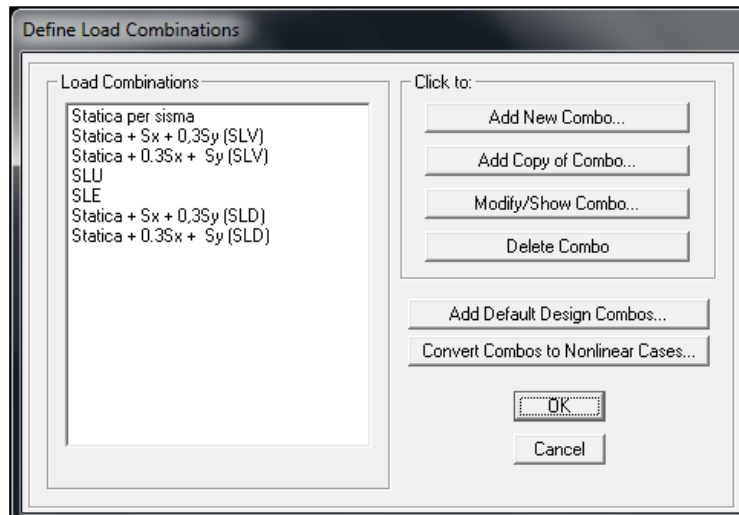 Define Load Combinations
Load Combinations
Statica per sisma
Statica + Sx + 0,3Sy (SLV)
Statica + 0.3Sx + Sy (SLV)
SLU
SLE
Statica + Sx + 0,3Sy (SLD)
Statica + 0.3Sx + Sy (SLD)
Click to:
Add New Combo...
Add Copy of Combo...
Modify/Show Combo...
Delete Combo
Add Default Design Combos...
Convert Combos to Nonlinear Cases...
OK
Cancel